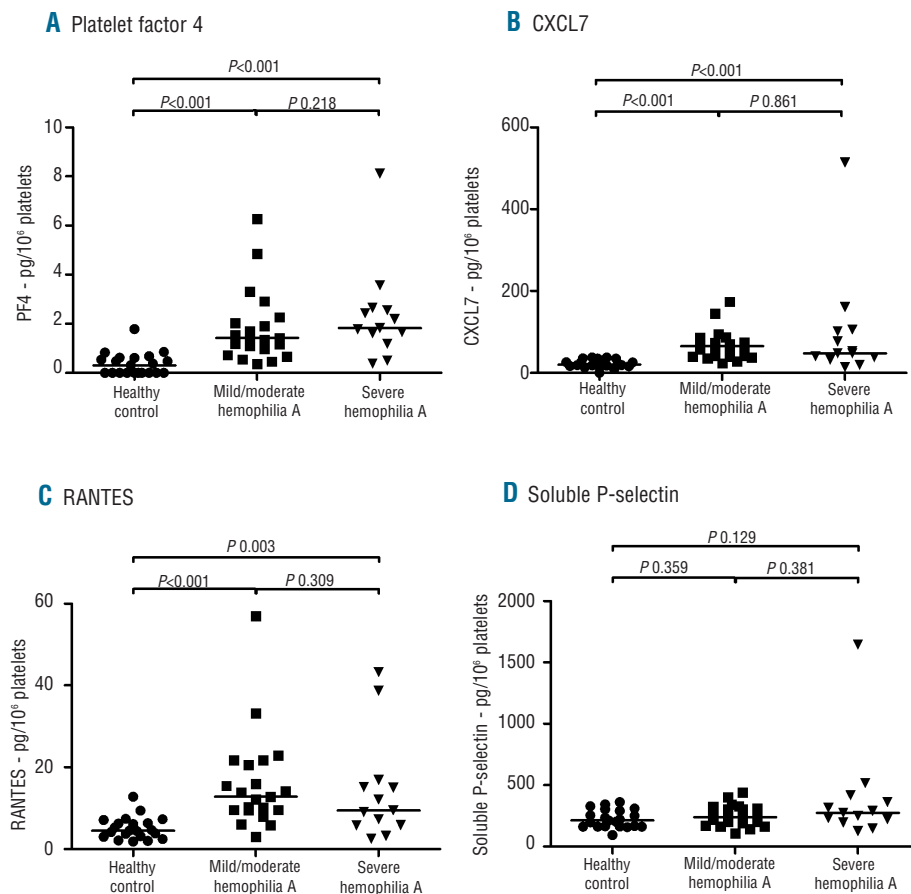 A Platelet factor 4
P<0.001
P<0.001 P 0.218
PF4 - pg/10⁶ platelets
10
8
6
4
2
0
Healthy control
Mild/moderate hemophilia A
Severe hemophilia A
B CXCL7
P<0.001
P<0.001 P 0.861
CXCL7 - pg/10⁶ platelets
600
400
200
0
Healthy control
Mild/moderate hemophilia A
Severe hemophilia A
C RANTES
P 0.003
P<0.001 P 0.309
RANTES - pg/10⁶ platelets
60
40
20
0
Healthy control
Mild/moderate hemophilia A
Severe hemophilia A
D Soluble P-selectin
P 0.129
P 0.359 P 0.381
Soluble P-selectin - pg/10⁶ platelets
2000
1500
1000
500
0
Healthy control
Mild/moderate hemophilia A
Severe hemophilia A